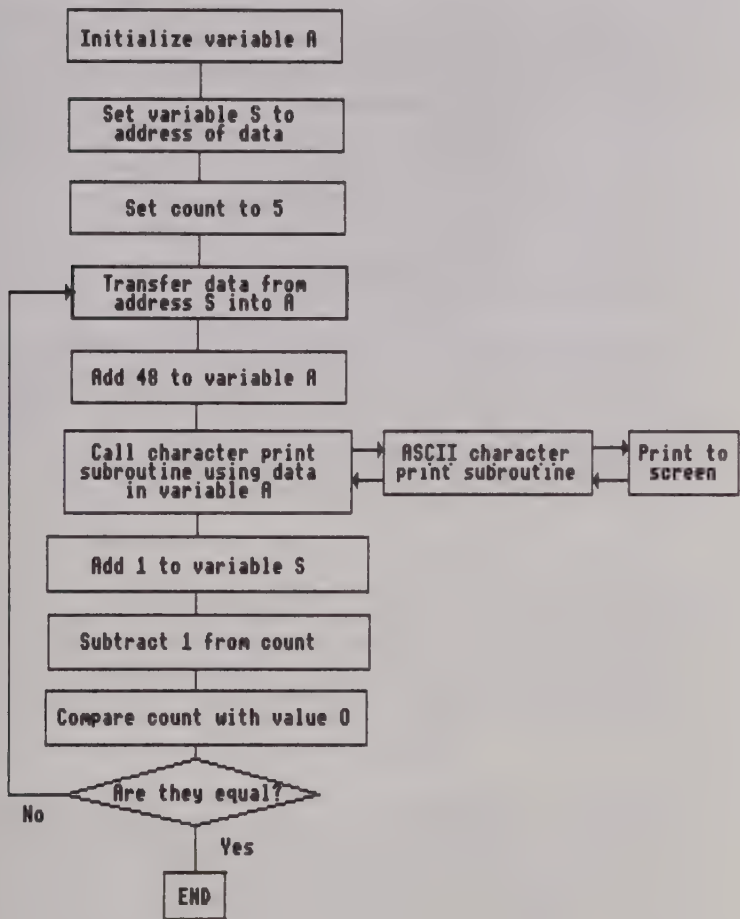 Initialize variable A
Set variable S to
address of data
Set count to 5
Transfer data from
address S into A
Add 48 to variable A
Call character print
subroutine using data
in variable A
ASCII character
print subroutine
Print to
screen
Add 1 to variable S
Subtract 1 from count
Compare count with value 0
Are they equal?
No
Yes
END